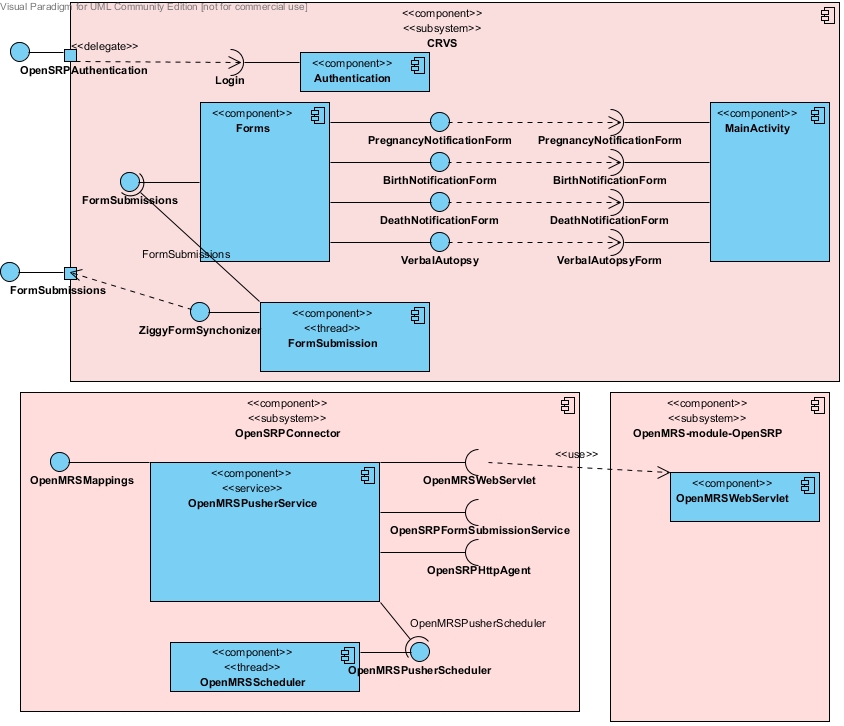 Visual Paradigm for UML Community Edition [not for commercial use]
<<component>>
<<subsystem>>
CRVS
<<delegate>>
OpenSRPAuthentication
Login
<<component>>
Authentication
<<component>>
Forms
<<component>>
MainActivity
PregnancyNotificationForm
PregnancyNotificationForm
BirthNotificationForm
BirthNotificationForm
FormSubmissions
DeathNotificationForm
DeathNotificationForm
FormSubmissions
VerbalAutopsy
VerbalAutopsyForm
FormSubmissions
ZiggyFormSynchonizer
<<component>>
<<thread>>
FormSubmission
<<component>>
<<subsystem>>
OpenSRPConnector
<<component>>
<<subsystem>>
OpenMRS-module-OpenSRP
OpenMRSMappings
<<component>>
<<service>>
OpenMRSPusherService
OpenMRSWebServlet
<<use>>
<<component>>
OpenMRSWebServlet
OpenSRPFormSubmissionService
OpenSRPHttpAgent
OpenMRSPusherScheduler
<<component>>
<<thread>>
OpenMRSScheduler
OpenMRSPusherScheduler